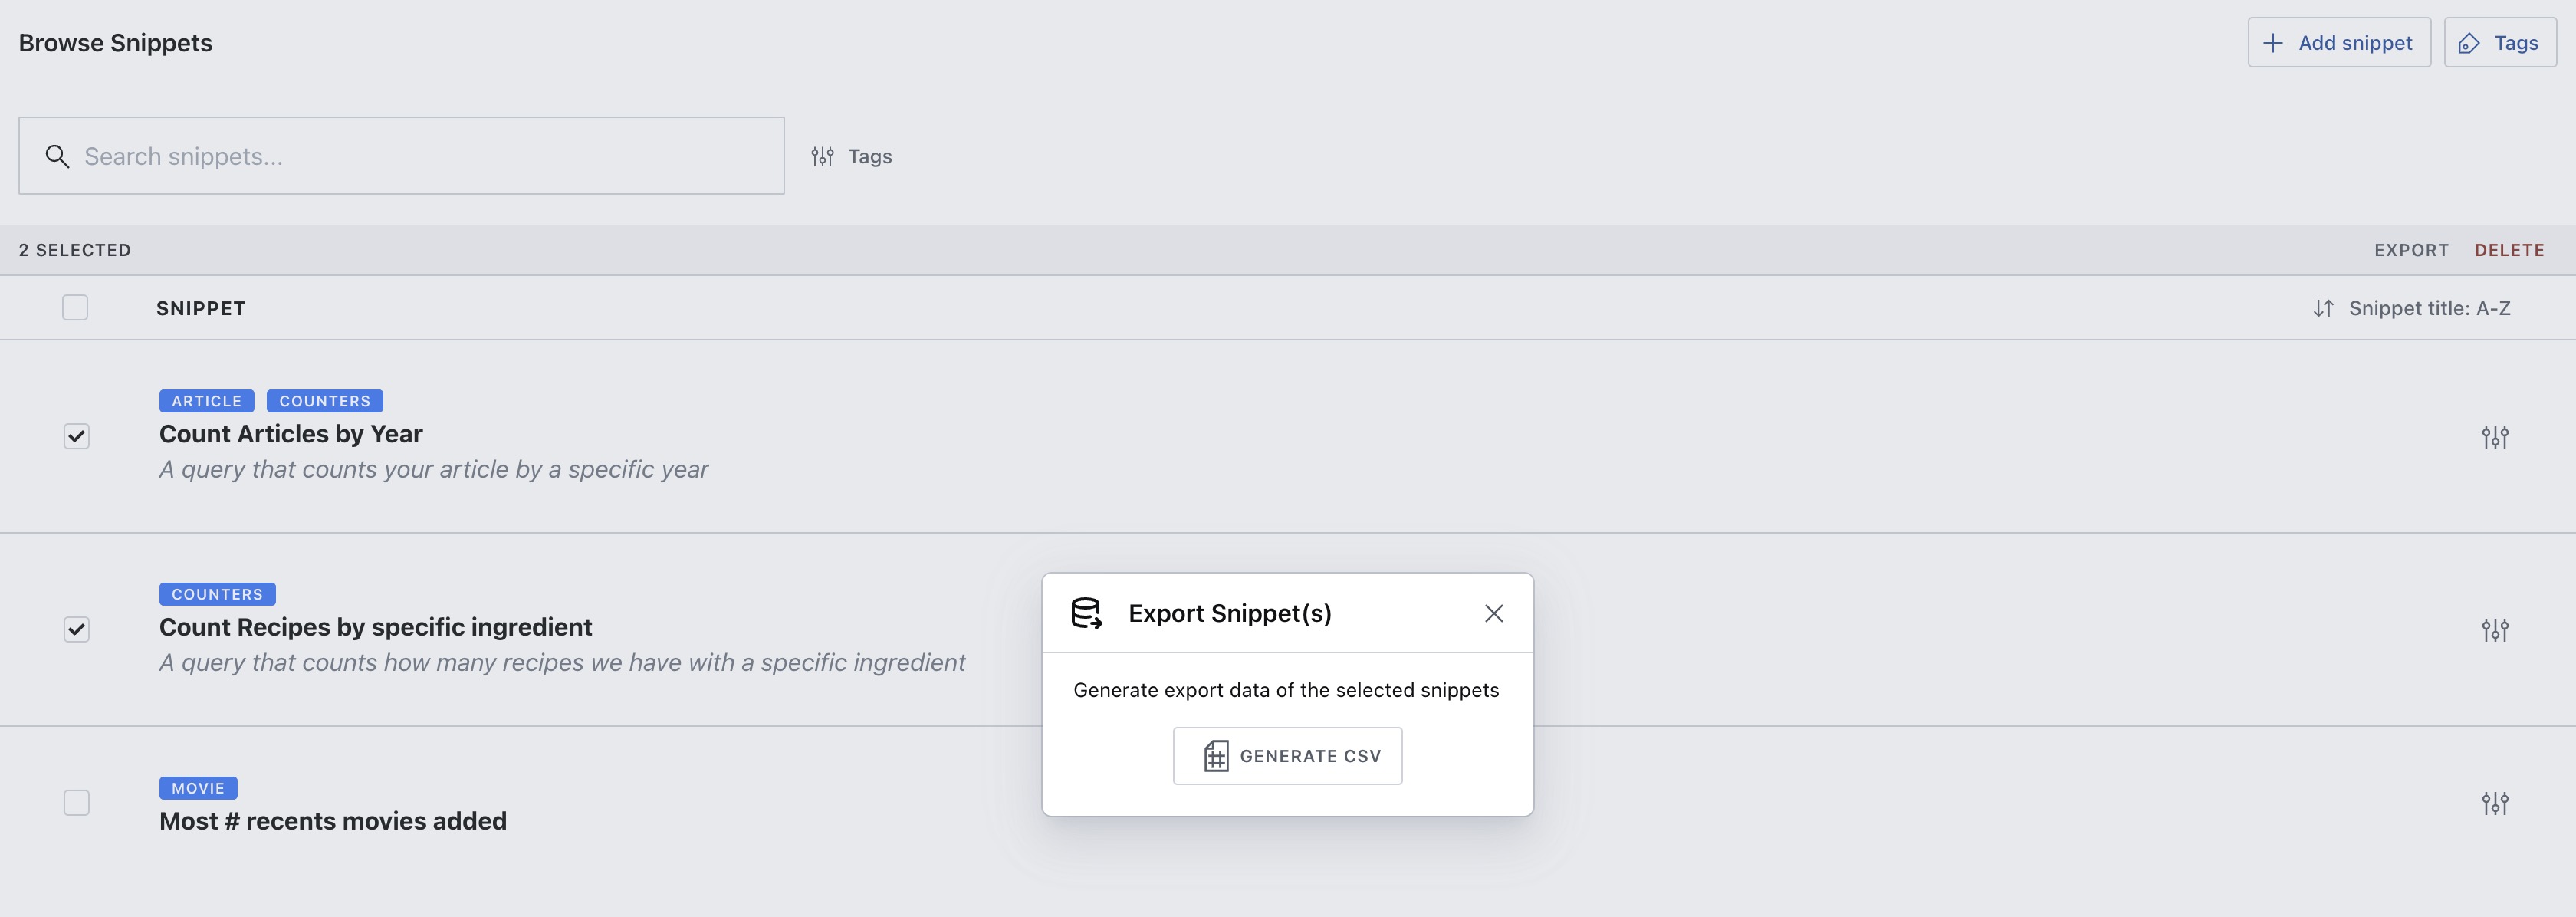 Browse Snippets
Add snippet
Tags
Search snippets...
Tags
2 SELECTED
EXPORT
DELETE
SNIPPET
Snippet title: A-Z
ARTICLE
COUNTERS
Count Articles by Year
A query that counts your article by a specific year
COUNTERS
Count Recipes by specific ingredient
A query that counts how many recipes we have with a specific ingredient
Export Snippet(s)
Generate export data of the selected snippets
GENERATE CSV
MOVIE
Most # recents movies added